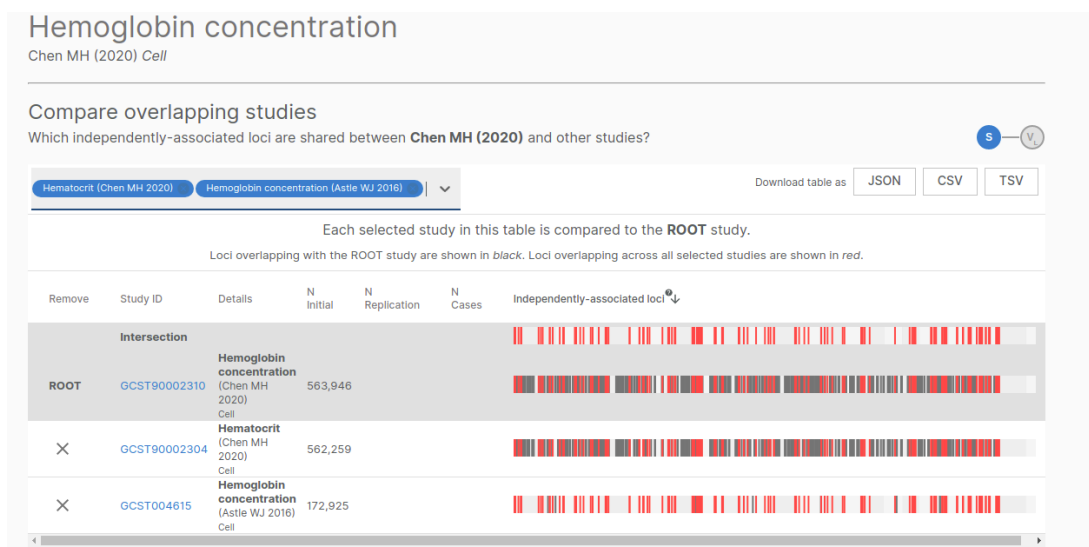 Hemoglobin concentration
Chen MH (2020) Cell
Compare overlapping studies
Which independently-associated loci are shared between Chen MH (2020) and other studies?
S
V
L
Hematocrit (Chen MH 2020)
Hemoglobin concentration (Astle WJ 2016)
Download table as
JSON
CSV
TSV
Each selected study in this table is compared to the ROOT study.
Loci overlapping with the ROOT study are shown in black. Loci overlapping across all selected studies are shown in red.
Remove
Study ID
Details
N
Initial
N
Replication
N
Cases
Independently-associated loci
Intersection
ROOT
GCST90002310
Hemoglobin
concentration
(Chen MH
2020)
Cell
563,946
GCST90002304
Hematocrit
(Chen MH
2020)
Cell
562,259
GCST004615
Hemoglobin
concentration
(Astle WJ 2016)
Cell
172,925